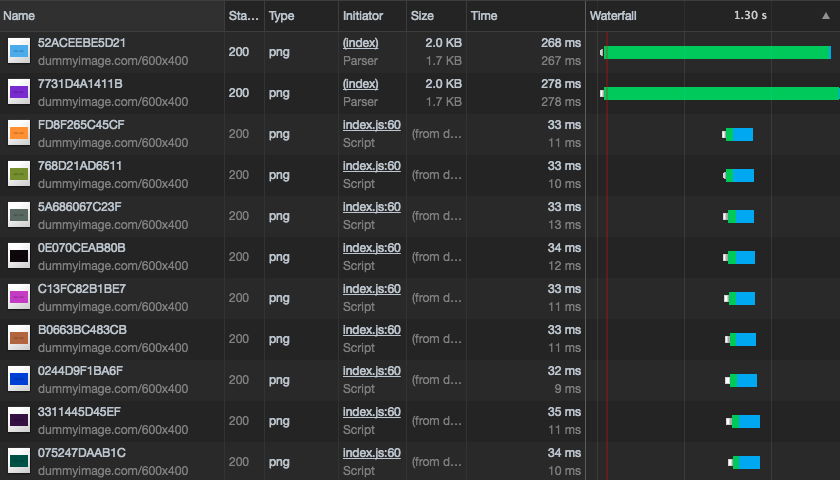 Name Sta... Type Initiator Size Time Waterfall 1.30 s ▲
52ACEEBE5D21 200 png (index) 2.0 KB 268 ms
dummyimage.com/600x400 Parser 1.7 KB 267 ms
7731D4A1411B 200 png (index) 2.0 KB 278 ms
dummyimage.com/600x400 Parser 1.7 KB 278 ms
FD8F265C45CF 200 png index.js:60 (from d... 33 ms
dummyimage.com/600x400 Script 11 ms
768D21AD6511 200 png index.js:60 (from d... 33 ms
dummyimage.com/600x400 Script 10 ms
5A686067C23F 200 png index.js:60 (from d... 33 ms
dummyimage.com/600x400 Script 13 ms
0E070CEAB80B 200 png index.js:60 (from d... 34 ms
dummyimage.com/600x400 Script 12 ms
C13FC82B1BE7 200 png index.js:60 (from d... 33 ms
dummyimage.com/600x400 Script 11 ms
B0663BC483CB 200 png index.js:60 (from d... 33 ms
dummyimage.com/600x400 Script 11 ms
0244D9F1BA6F 200 png index.js:60 (from d... 32 ms
dummyimage.com/600x400 Script 9 ms
3311445D45EF 200 png index.js:60 (from d... 35 ms
dummyimage.com/600x400 Script 11 ms
075247DAAB1C 200 png index.js:60 (from d... 34 ms
dummyimage.com/600x400 Script 10 ms